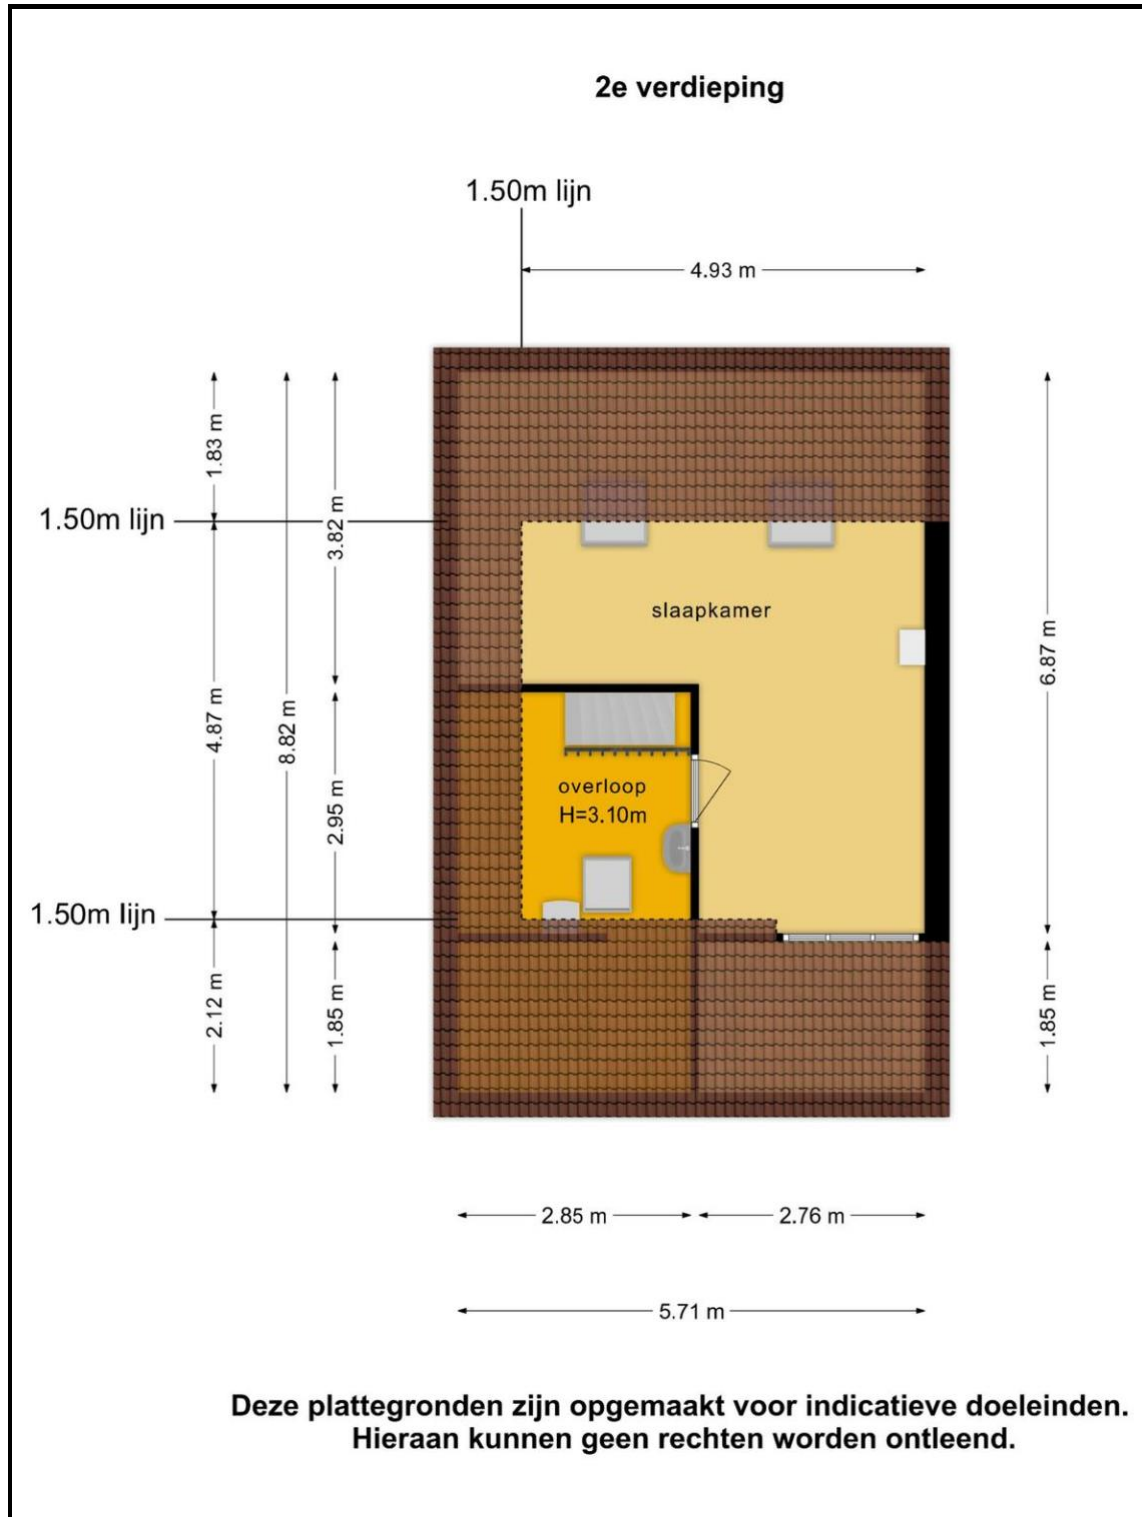 2e verdieping
1.50m lijn
4.93 m
1.83 m
1.50m lijn
3.82 m
slaapkamer
6.87 m
4.87 m
8.82 m
2.95 m
overloop
H=3.10m
1.50m lijn
2.12 m
1.85 m
1.85 m
2.85 m
2.76 m
5.71 m
Deze plattegronden zijn opgemaakt voor indicatieve doeleinden.
Hieraan kunnen geen rechten worden ontleend.